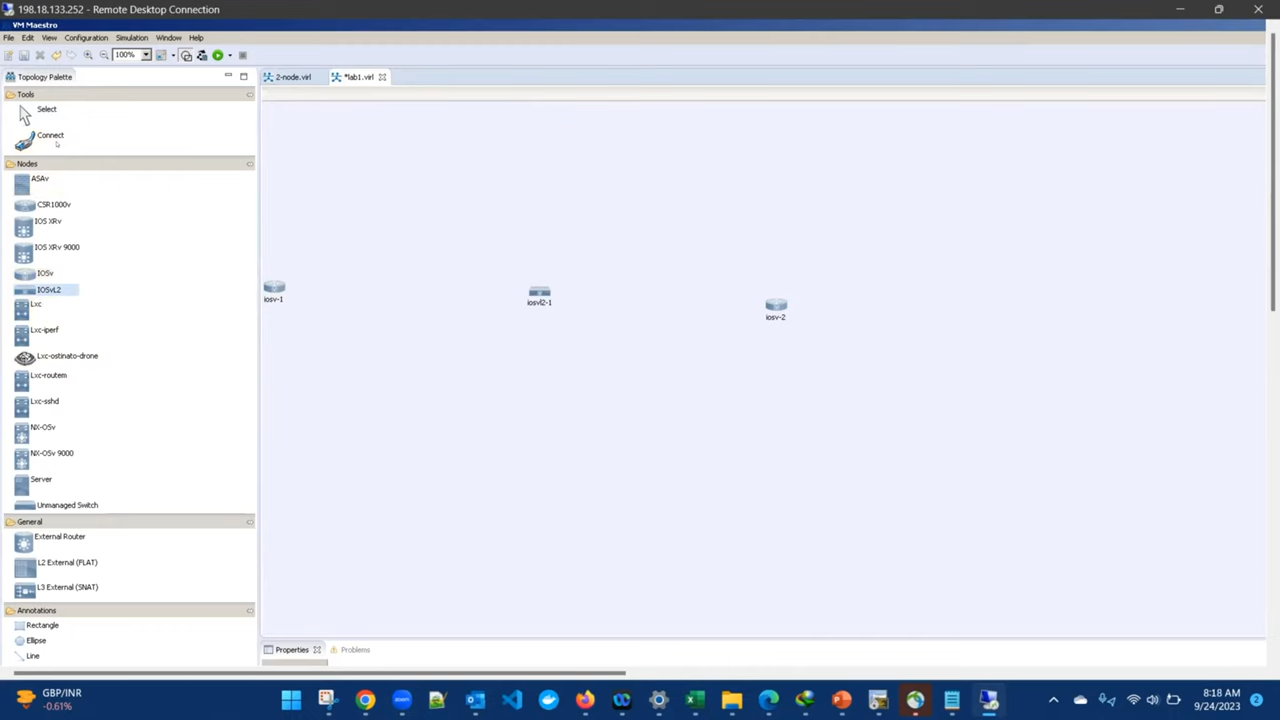 198.18.133.252 - Remote Desktop Connection
VM Maestro
File Edit View Configuration Simulation Window Help
100%
Topology Palette
2-node.virl
*lab1.virl
Tools
Select
Connect
Nodes
ASAv
CSR1000v
IOS XRv
IOS XRv 9000
IOSv
IOSvL2
Lxc
Lxc-iperf
Lxc-ostinato-drone
Lxc-routem
Lxc-sshd
NX-OSv
NX-OSv 9000
Server
Unmanaged Switch
General
External Router
L2 External (FLAT)
L3 External (SNAT)
Annotations
Rectangle
Ellipse
Line
iosv-1
iosvl2-1
iosv-2
Properties
Problems
GBP/INR
-0.61%
8:18 AM
9/24/2023
2